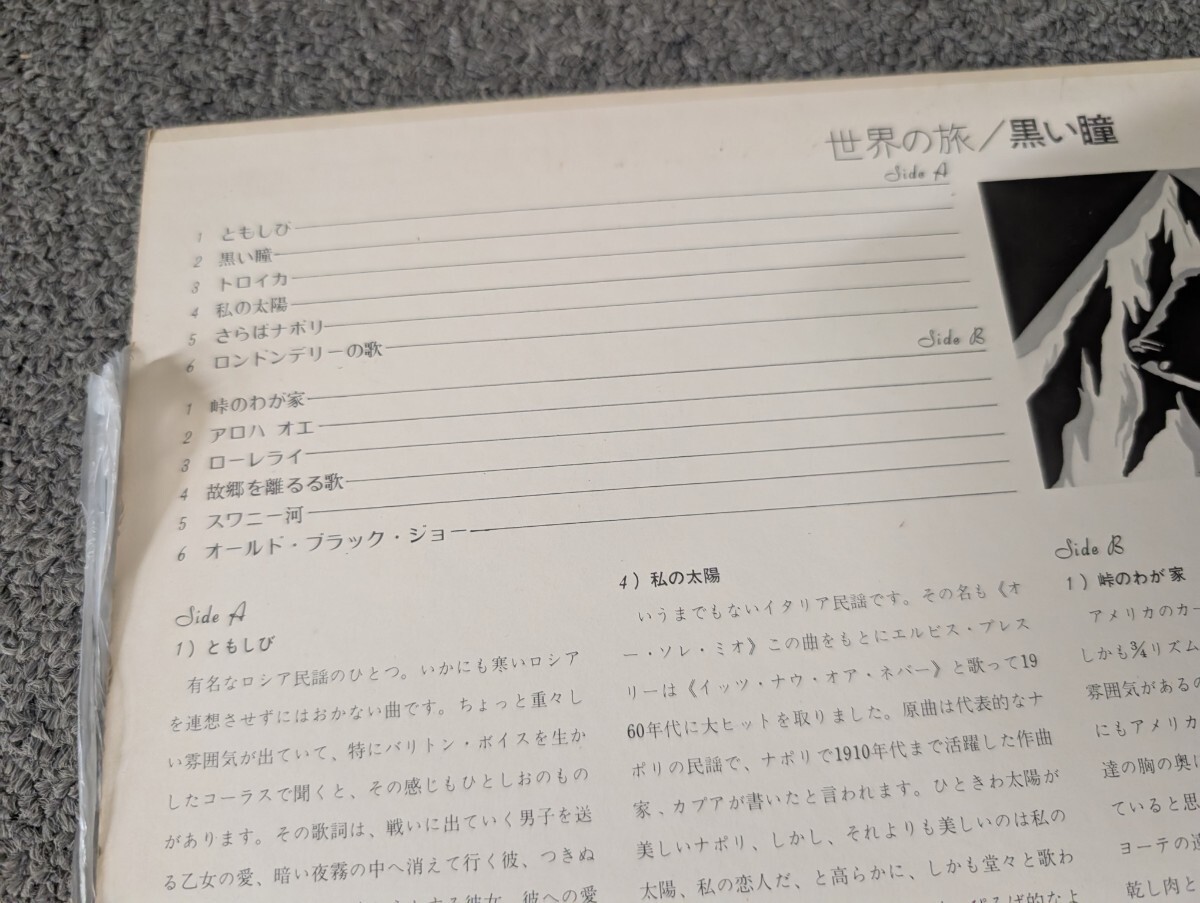 世界の旅/黒い瞳
Side A
1 ともしび
2 黒い瞳
3 トロイカ
4 私の太陽
5 さらばナポリ
6 ロンドンデリーの歌
Side B
1 峠のわが家
2 アロハ オエ
3 ローレライ
4 故郷を離るる歌
5 スワニー河
6 オールド・ブラック・ジョー
Side A
1）ともしび
有名なロシア民謡のひとつ。いかにも寒いロシア
を連想させずにはおかない曲です。ちょっと重々し
い雰囲気が出ていて、特にバリトン・ボイスを生か
したコーラスで聞くと、その感じもひとしおのもの
があります。その歌詞は、戦いに出ていく男子を送
る乙女の愛、暗い夜霧の中へ消えて行く彼、つきぬ
する彼女、彼への愛
4）私の太陽
いうまでもないイタリア民謡です。その名も《オ
ー・ソレ・ミオ》この曲をもとにエルビス・プレス
リーは《イッツ・ナウ・オア・ネバー》と歌って19
60年代に大ヒットを取りました。原曲は代表的なナ
ポリの民謡で、ナポリで1910年代まで活躍した作曲
家、カプアが書いたと言われます。ひときわ太陽が
美しいナポリ、しかし、それよりも美しいのは私の
太陽、私の恋人だ、と高らかに、しかも堂々と歌わ
的なよ
Side B
1）峠のわが家
アメリカのカー
しかも¾リズム
雰囲気があるの
にもアメリカ
達の胸の奥に
ていると思
ヨーテの遠
乾し肉と